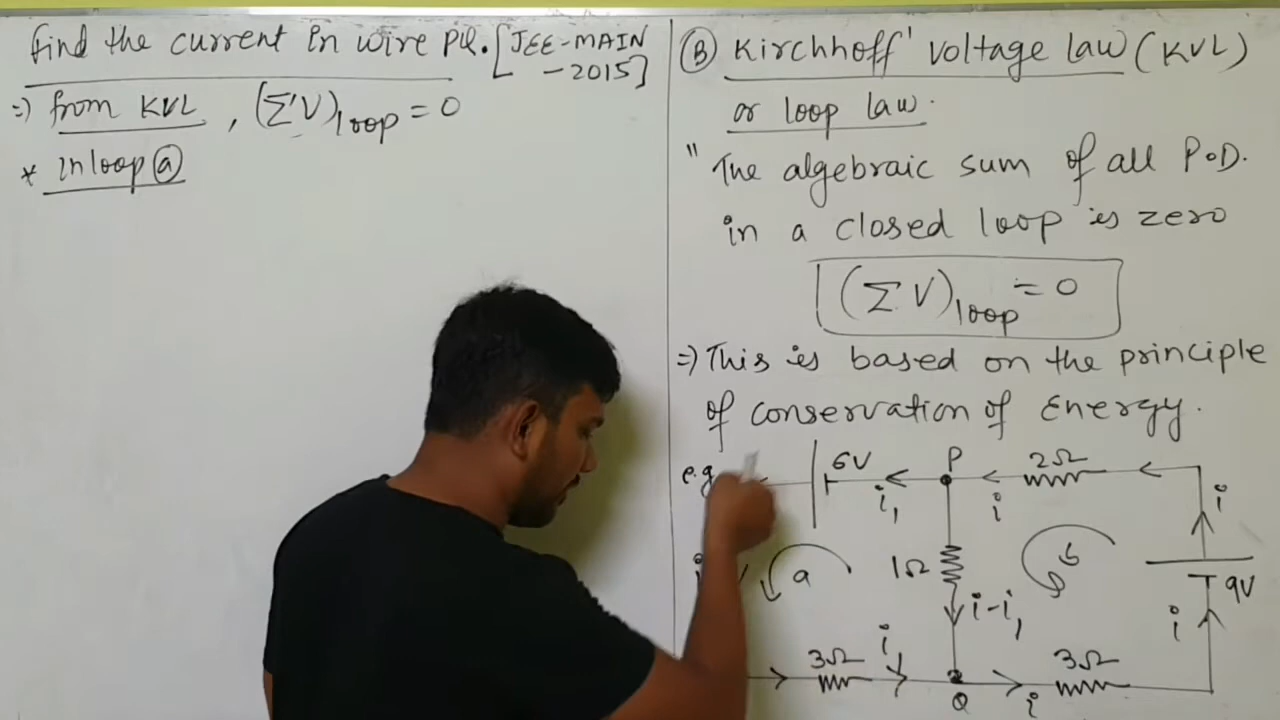 find the current in wire PQ. [JEE-MAIN
-2015]
=) from KVL, (ΣV)loop = 0
* in loop ⓐ
Ⓑ Kirchhoff' voltage law (KVL)
or loop law.
" The algebraic sum of all P.D.
in a closed loop is zero
(ΣV)loop = 0
=) This is based on the principle
of conservation of Energy.
e.g
6V
P
2Ω
i₁
i
i
a
1Ω
b
9V
i-i₁
i
3Ω
i₁
Q
i
3Ω